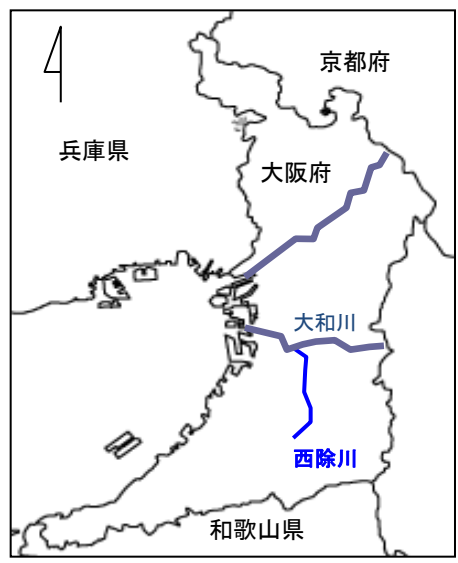 京都府
兵庫県
大阪府
大和川
西除川
和歌山県